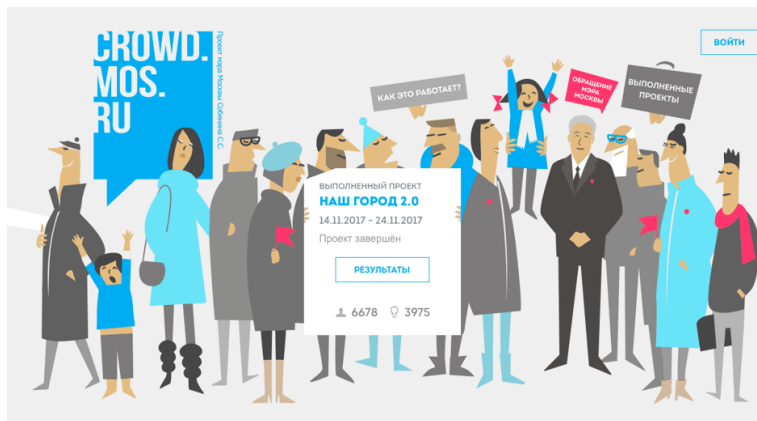 CROWD.
MOS.
RU
Проект мэра Москвы Собянина С.С.
ВОЙТИ
КАК ЭТО РАБОТАЕТ?
ОБРАЩЕНИЕ
МЭРА
МОСКВЫ
ВЫПОЛНЕННЫЕ
ПРОЕКТЫ
ВЫПОЛНЕННЫЙ ПРОЕКТ
НАШ ГОРОД 2.0
14.11.2017 - 24.11.2017
Проект завершён
РЕЗУЛЬТАТЫ
6678 3975